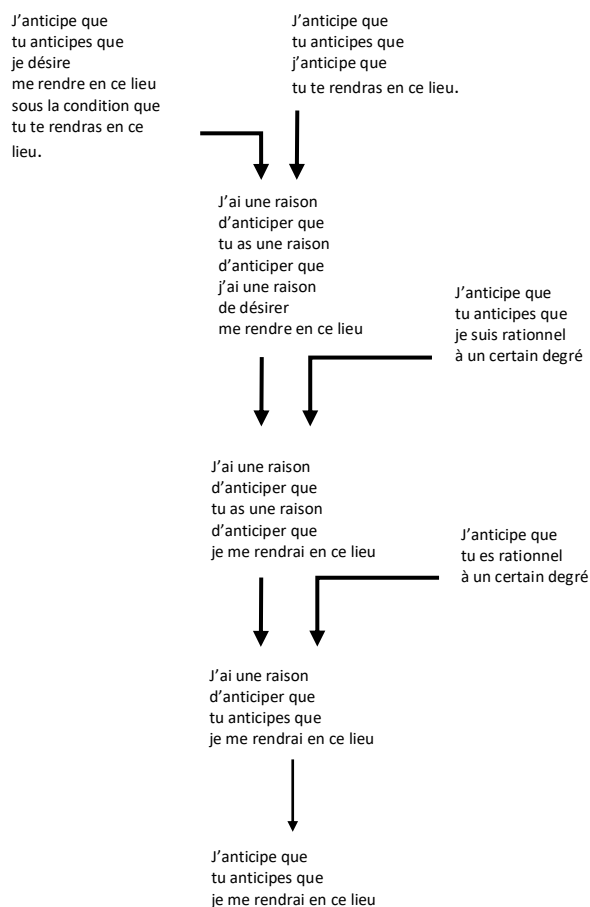 J’anticipe que
tu anticipes que
je désire
me rendre en ce lieu
sous la condition que
tu te rendras en ce
lieu.
J’anticipe que
tu anticipes que
j’antcipe que
tu te rendras en ce lieu.
J’ai une raison
d’anticiper que
tu as une raison
d’anticiper que
j’ai une raison
de désirer
me rendre en ce lieu
J’anticipe que
tu anticipes que
je suis rationnel
à un certain degré
J’ai une raison
d’anticiper que
tu as une raison
d’anticiper que
je me rendrai en ce lieu
J’anticipe que
tu es rationnel
à un certain degré
J’ai une raison
d’anticiper que
tu anticipes que
je me rendrai en ce lieu
J’anticipe que
tu anticipes que
je me rendrai en ce lieu